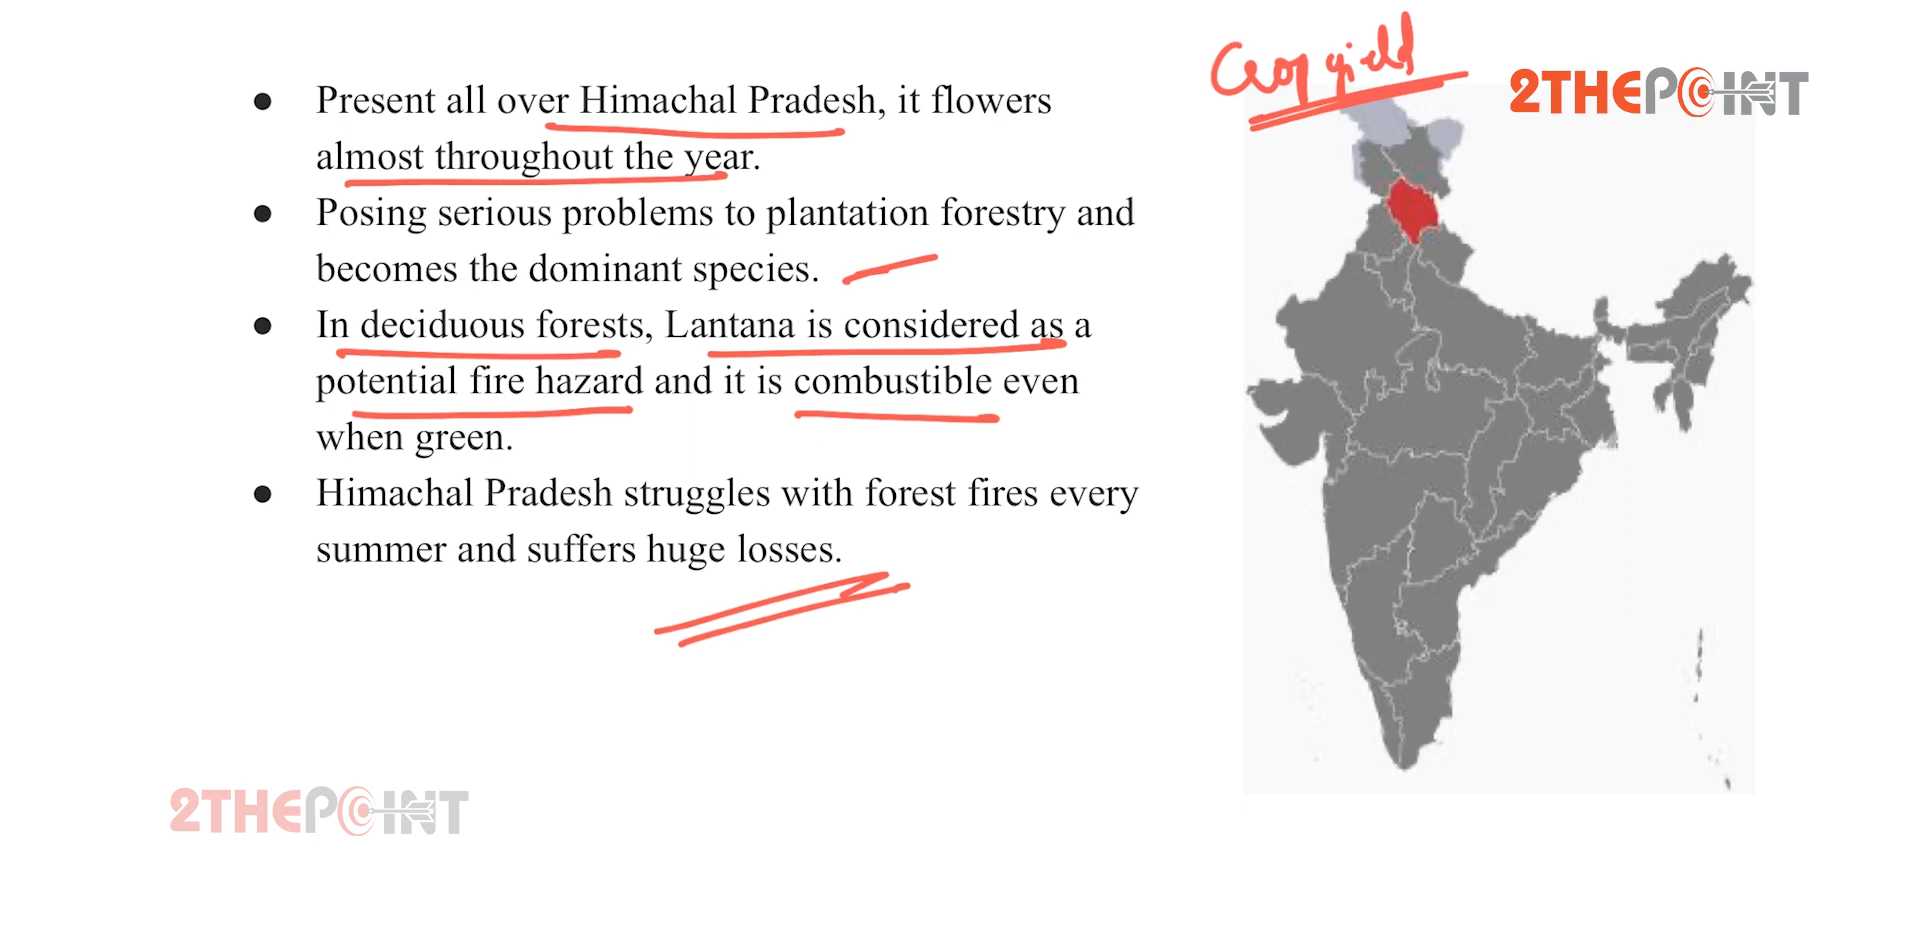 Crop yield
2THEPOINT
● Present all over Himachal Pradesh, it flowers
almost throughout the year.
● Posing serious problems to plantation forestry and
becomes the dominant species.
● In deciduous forests, Lantana is considered as a
potential fire hazard and it is combustible even
when green.
● Himachal Pradesh struggles with forest fires every
summer and suffers huge losses.
2THEPOINT